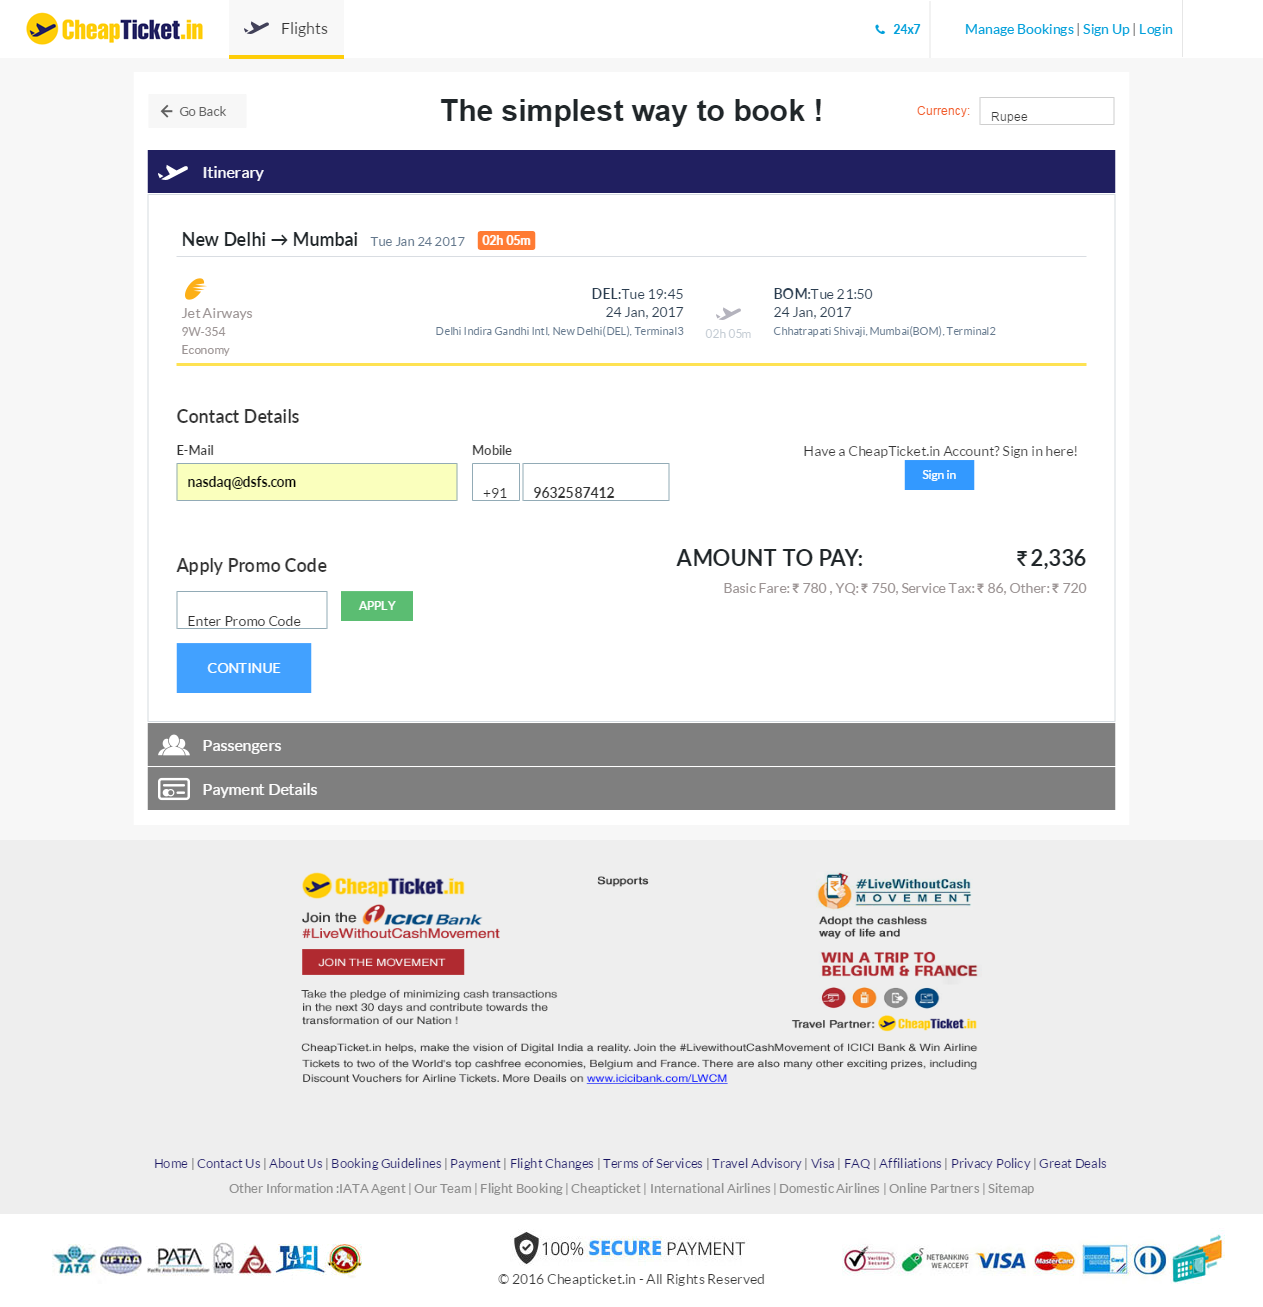 CheapTicket.in
Flights
24x7
Manage Bookings | Sign Up | Login
Go Back
The simplest way to book !
Currency:
Rupee
Itinerary
New Delhi → Mumbai Tue Jan 24 2017 02h 05m
Jet Airways
9W-354
Economy
DEL:Tue 19:45
24 Jan, 2017
Delhi Indira Gandhi Intl, New Delhi(DEL), Terminal3
02h 05m
BOM:Tue 21:50
24 Jan, 2017
Chhatrapati Shivaji, Mumbai(BOM), Terminal2
Contact Details
E-Mail
nasdaq@dsfs.com
Mobile
+91 9632587412
Have a CheapTicket.in Account? Sign in here!
Sign in
Apply Promo Code
Enter Promo Code
APPLY
AMOUNT TO PAY: ₹ 2,336
Basic Fare: ₹ 780 , YQ: ₹ 750, Service Tax: ₹ 86, Other: ₹ 720
CONTINUE
Passengers
Payment Details
CheapTicket.in
Join the ICICI Bank
#LiveWithoutCashMovement
JOIN THE MOVEMENT
Take the pledge of minimizing cash transactions
in the next 30 days and contribute towards the
transformation of our Nation !
Supports
#LiveWithoutCash
MOVEMENT
Adopt the cashless
way of life and
WIN A TRIP TO
BELGIUM & FRANCE
Travel Partner: CheapTicket.in
CheapTicket.in helps, make the vision of Digital India a reality. Join the #LivewithoutCashMovement of ICICI Bank & Win Airline
Tickets to two of the World's top cashfree economies, Belgium and France. There are also many other exciting prizes, including
Discount Vouchers for Airline Tickets. More Deails on www.icicibank.com/LWCM
Home | Contact Us | About Us | Booking Guidelines | Payment | Flight Changes | Terms of Services | Travel Advisory | Visa | FAQ | Affiliations | Privacy Policy | Great Deals
Other Information :IATA Agent | Our Team | Flight Booking | Cheapticket | International Airlines | Domestic Airlines | Online Partners | Sitemap
IATA
UFTAA
PATA
Pacific Asia Travel Association
TAFI
100% SECURE PAYMENT
© 2016 Cheapticket.in - All Rights Reserved
VeriSign
Secured
NETBANKING
WE ACCEPT
VISA
MasterCard